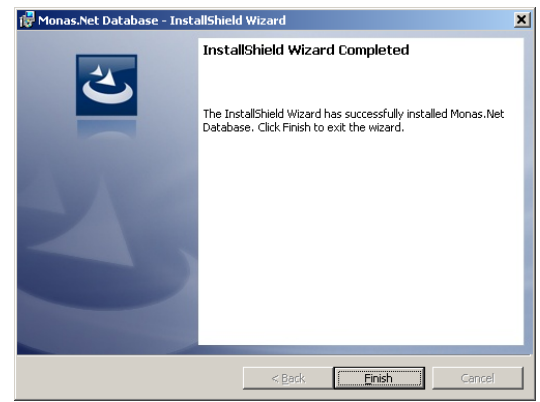 Monas.Net Database - InstallShield Wizard
InstallShield Wizard Completed
The InstallShield Wizard has successfully installed Monas.Net
Database. Click Finish to exit the wizard.
< Back
Finish
Cancel